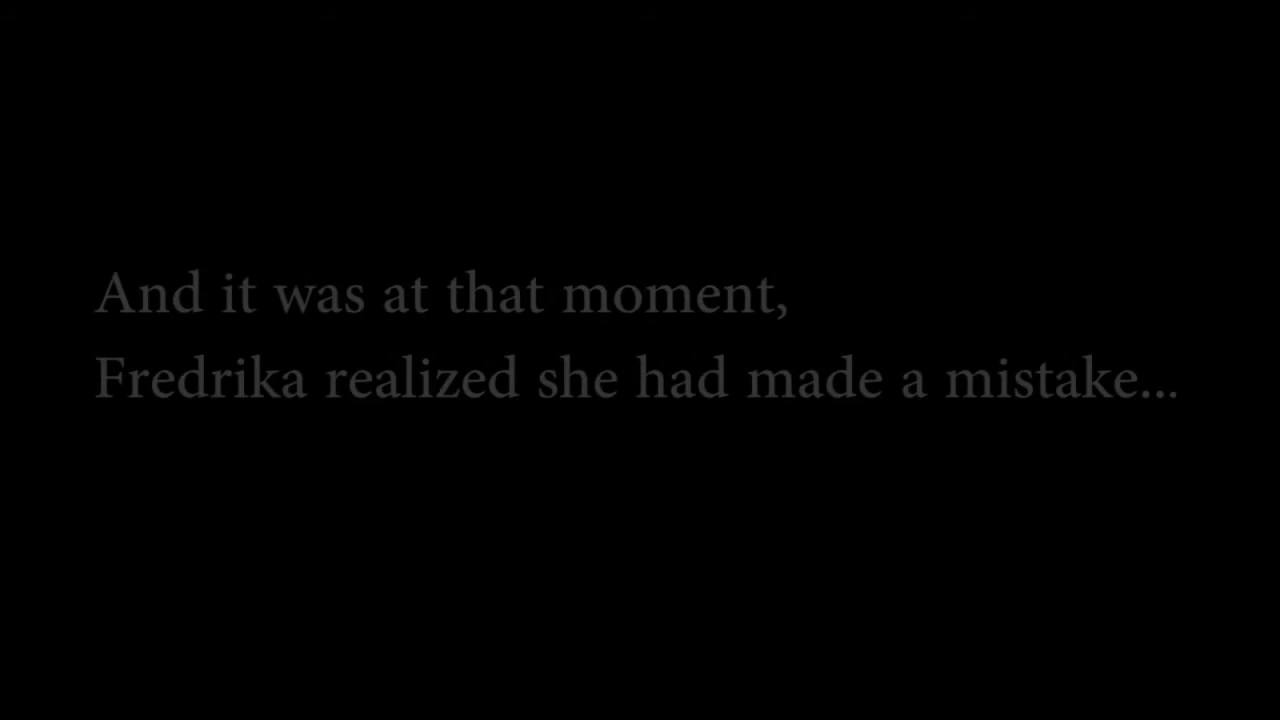 And it was at that moment,
Fredrika realized she had made a mistake...